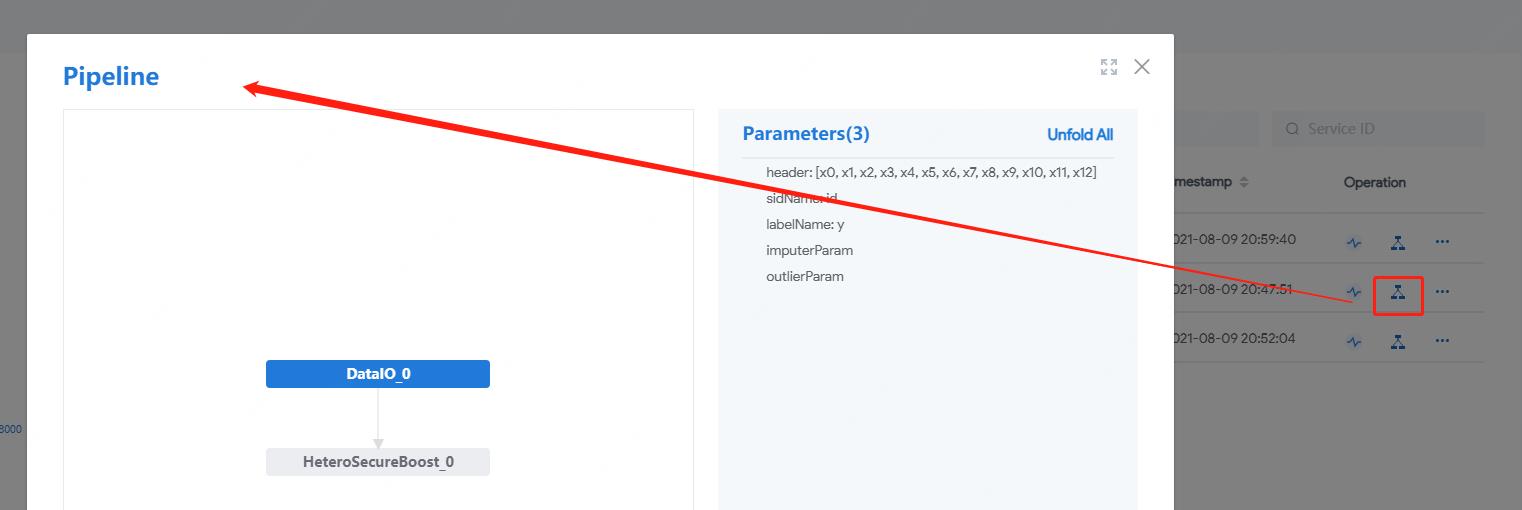 Pipeline
Parameters(3)
Unfold All
header: [x0, x1, x2, x3, x4, x5, x6, x7, x8, x9, x10, x11, x12]
sidName: id
labelName: y
imputerParam
outlierParam
DataIO_0
HeteroSecureBoost_0
8000
Service ID
mestamp
Operation
021-08-09 20:59:40
021-08-09 20:47:51
021-08-09 20:52:04